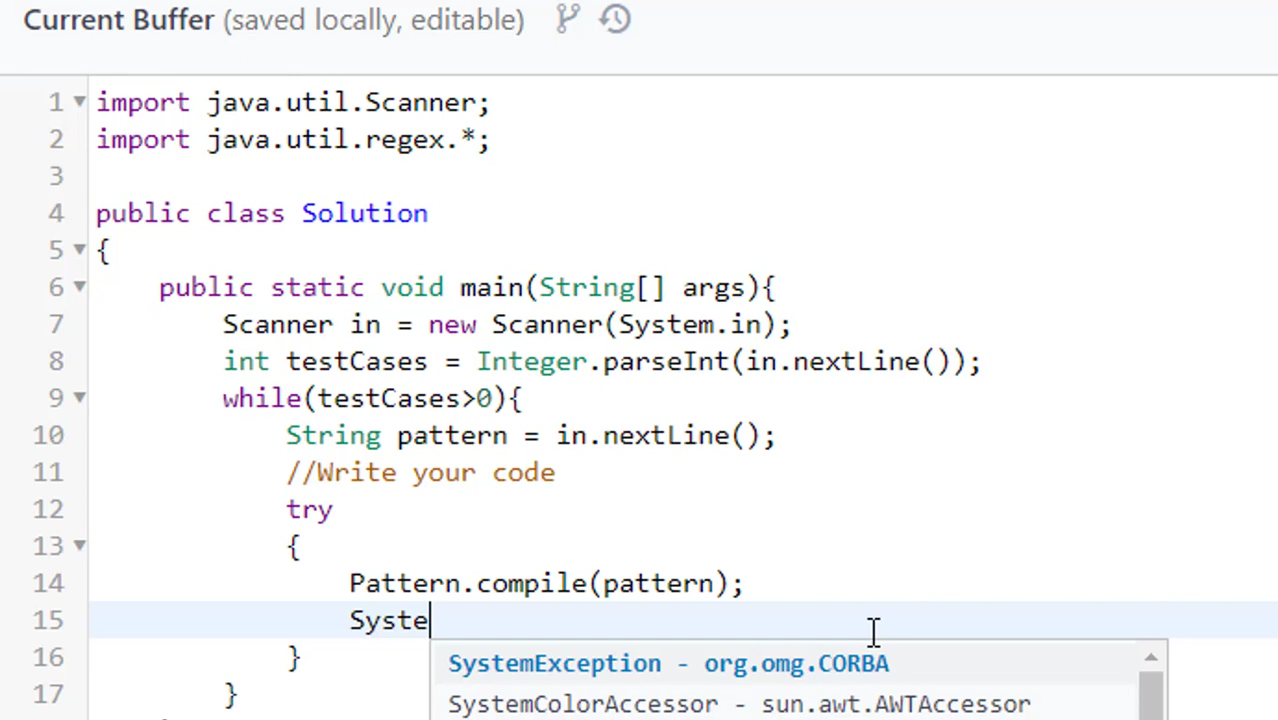 Current Buffer (saved locally, editable)
1 import java.util.Scanner;
2 import java.util.regex.*;
3
4 public class Solution
5 {
6 public static void main(String[] args){
7 Scanner in = new Scanner(System.in);
8 int testCases = Integer.parseInt(in.nextLine());
9 while(testCases>0){
10 String pattern = in.nextLine();
11 //Write your code
12 try
13 {
14 Pattern.compile(pattern);
15 Syste
16 }
SystemException - org.omg.CORBA
17 }
SystemColorAccessor - sun.awt.AWTAccessor